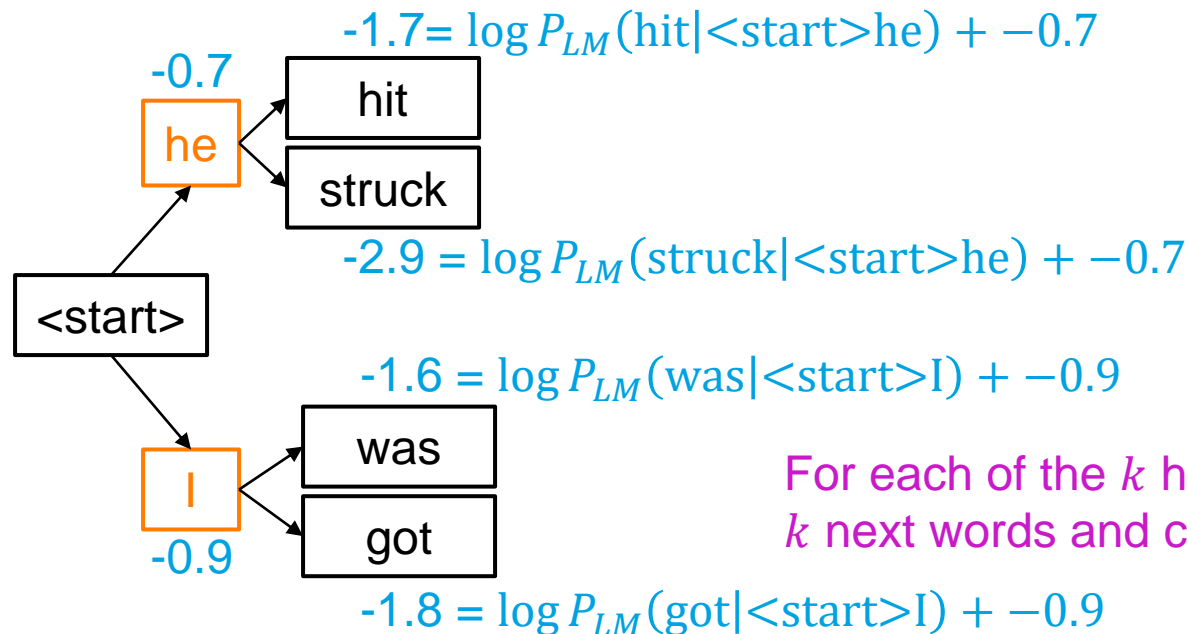 -1.7= log P_LM(hit|<start>he) + −0.7
-0.7
hit
he
struck
-2.9 = log P_LM(struck|<start>he) + −0.7
<start>
-1.6 = log P_LM(was|<start>I) + −0.9
was
For each of the k h
I
k next words and c
got
-0.9
-1.8 = log P_LM(got|<start>I) + −0.9